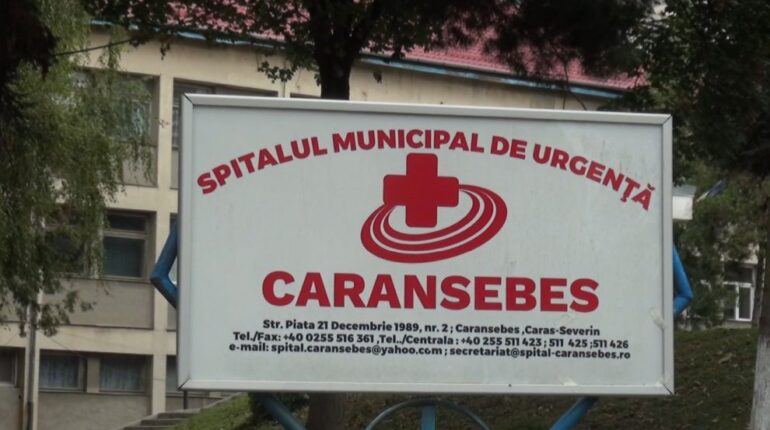 SPITALUL MUNICIPAL DE URGENŢĂ
CARANSEBES
Str. Piata 21 Decembrie 1989, nr. 2 ; Caransebes ,Caras-Severin
Tel./Fax: +40 0255 516 361 ,Tel../Centrala : +40 255 511 423 ; 511 425 ;511 426
e-mail: spital.caransebes@yahoo.com ; secretariat@spital-caransebes.ro